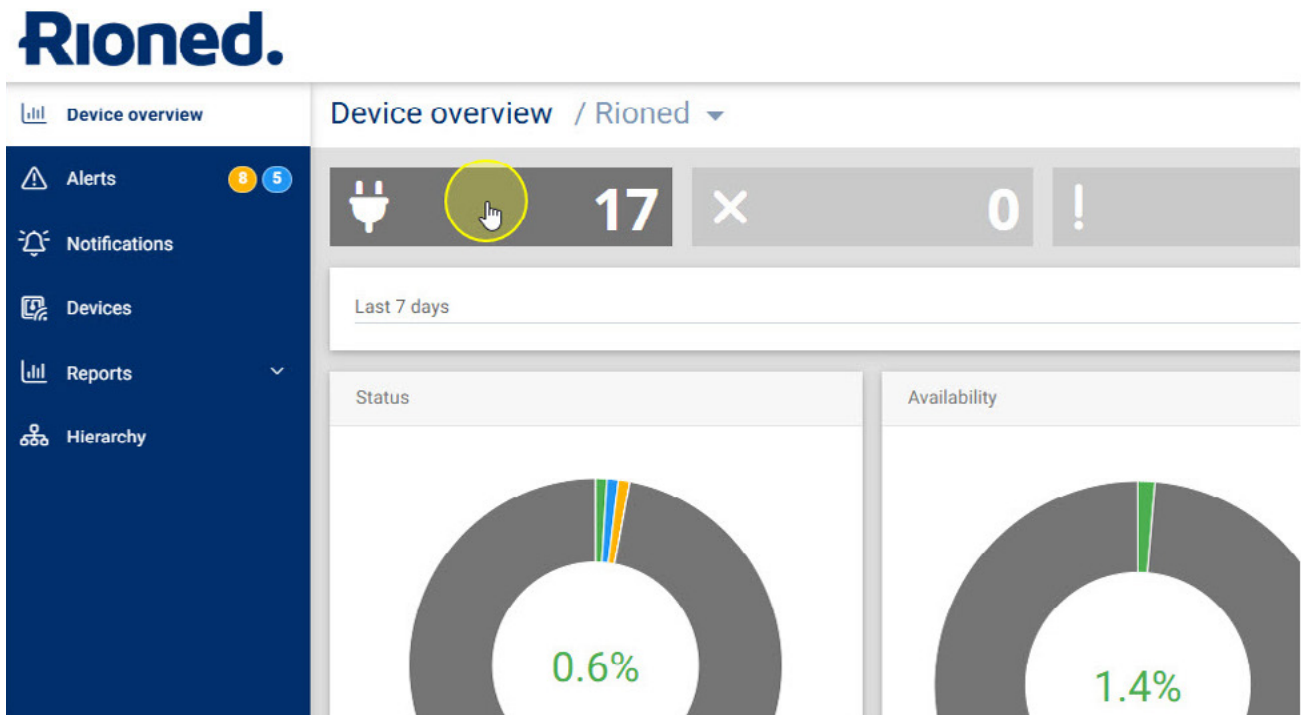 Rioned.
Device overview
Device overview / Rioned
Alerts 8 5
17
0
!
Notifications
Devices
Last 7 days
Reports
Status
Availability
Hierarchy
0.6%
1.4%